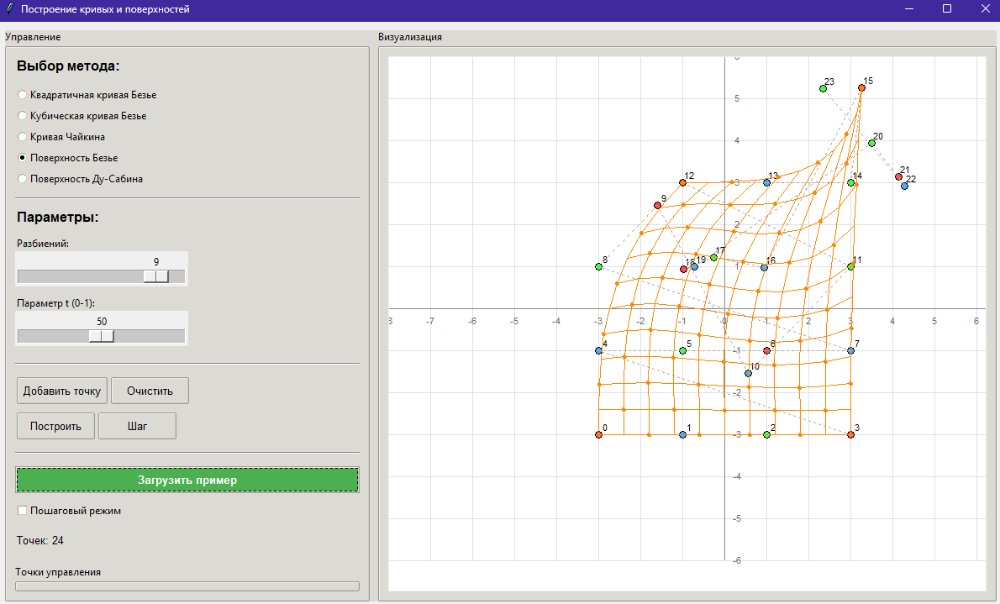 Построение кривых и поверхностей
Управление
Выбор метода:
Квадратичная кривая Безье
Кубическая кривая Безье
Кривая Чайкина
Поверхность Безье
Поверхность Ду-Сабина
Параметры:
Разбиений:
9
Параметр t (0-1):
50
Добавить точку
Очистить
Построить
Шаг
Загрузить пример
Пошаговый режим
Точек: 24
Точки управления
Визуализация
23
15
5
4
20
21
22
12
13
3
14
9
2
8
18
19
17
1
16
11
3 -7 -6 -5 -4 -3 -2 -1 0 1 2 3 4 5 6
4
5
-1
6
7
10
-2
0
1
2
-3
3
-4
-5
-6